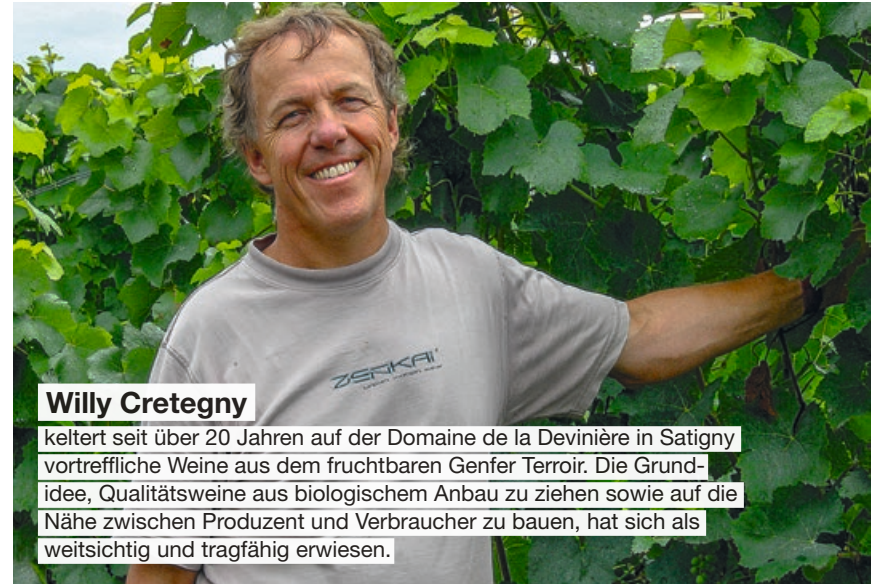 ZENKAI
Willy Cretegny
keltert seit über 20 Jahren auf der Domaine de la Devinière in Satigny
vortreffliche Weine aus dem fruchtbaren Genfer Terroir. Die Grund-
idee, Qualitätsweine aus biologischem Anbau zu ziehen sowie auf die
Nähe zwischen Produzent und Verbraucher zu bauen, hat sich als
weitsichtig und tragfähig erwiesen.